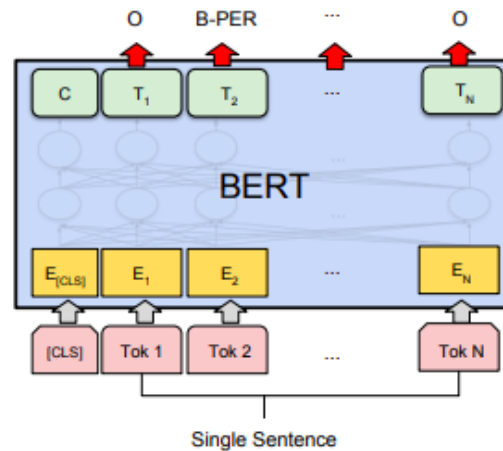 O B-PER ... O
C T1 T2 ... TN
...
BERT
...
E[CLS] E1 E2 ... EN
[CLS] Tok 1 Tok 2 ... Tok N
Single Sentence